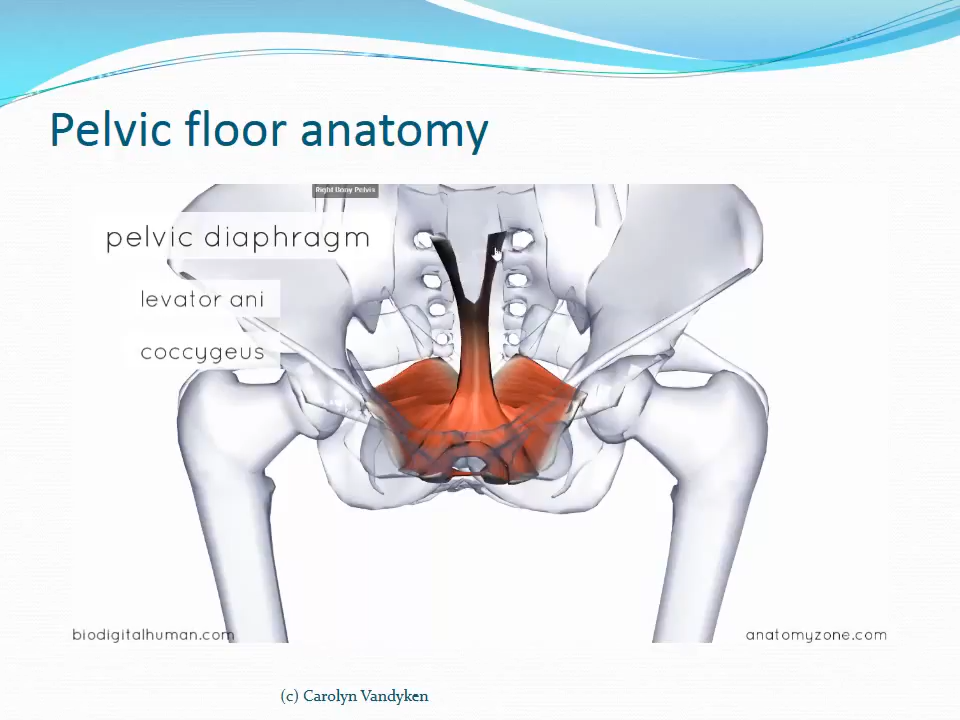 Pelvic floor anatomy
Right Bony Pelvis
pelvic diaphragm
levator ani
coccygeus
biodigitalhuman.com
anatomyzone.com
(c) Carolyn Vandyken